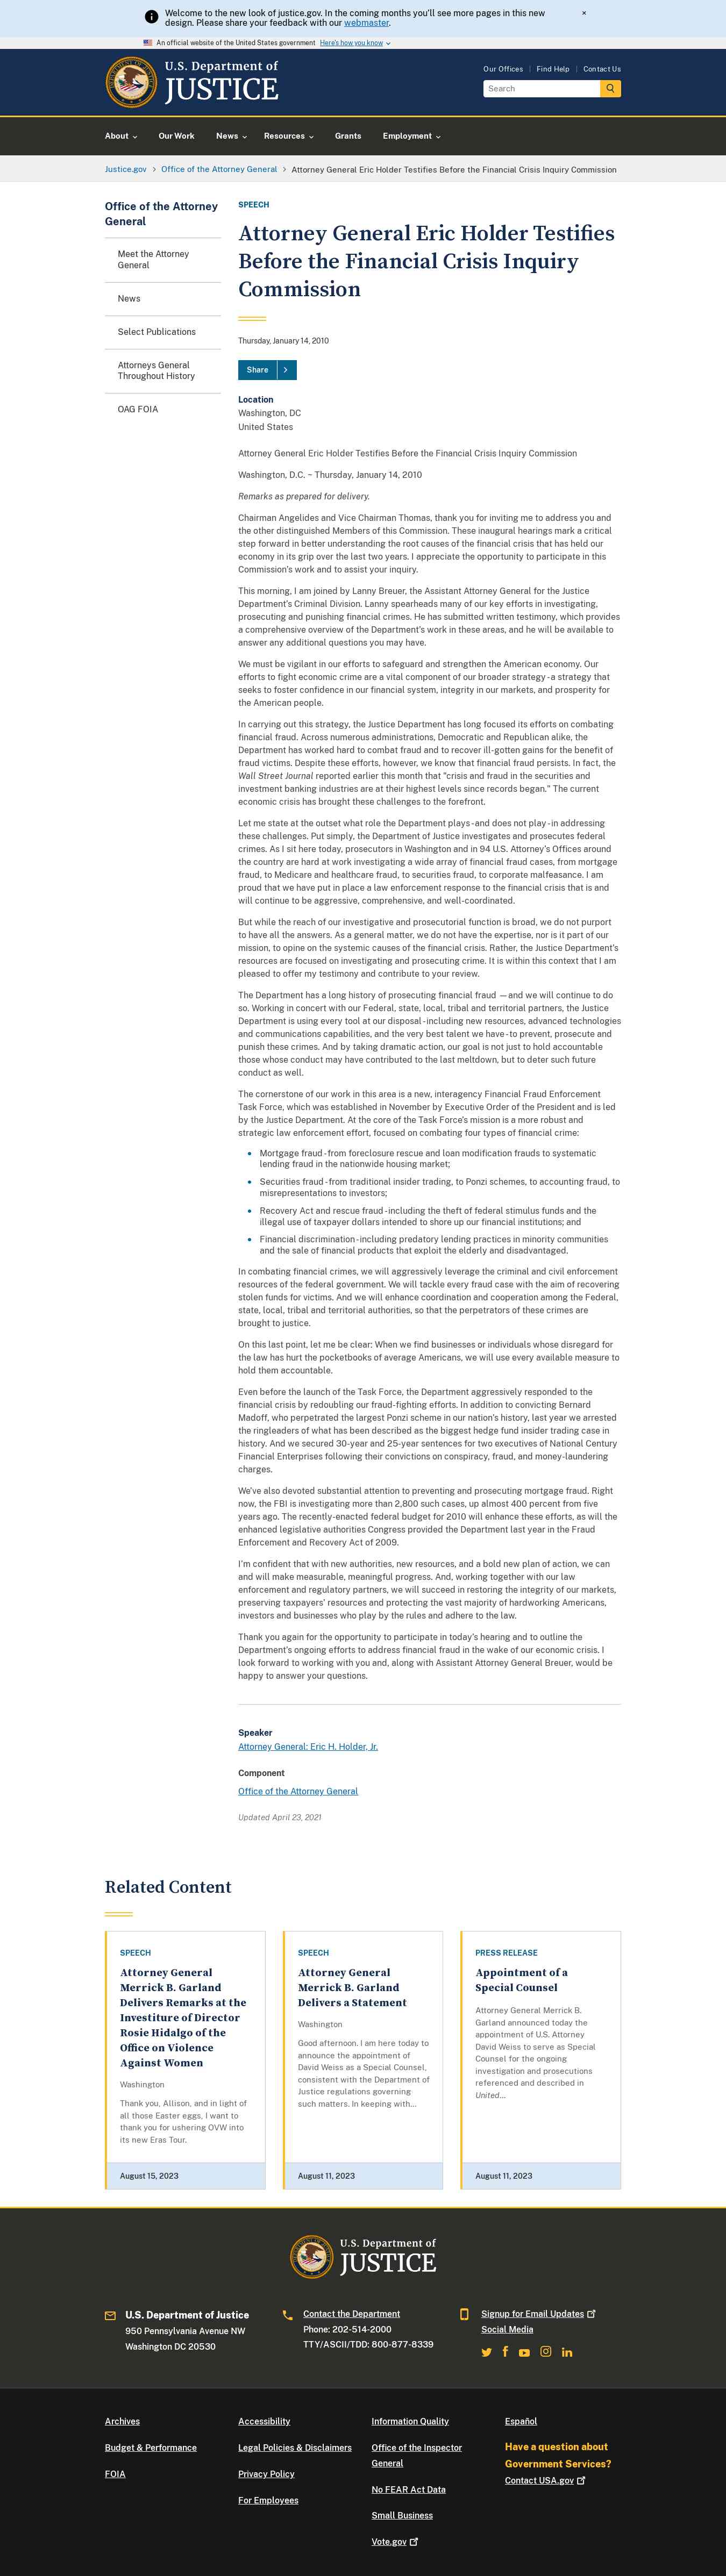 Welcome to the new look of justice.gov. In the coming months you'll see more pages in this new
design. Please share your feedback with our webmaster.
×
An official website of the United States government Here's how you know
U.S. Department of
JUSTICE
Our Offices | Find Help | Contact Us
Search
About Our Work News Resources Grants Employment
Justice.gov > Office of the Attorney General > Attorney General Eric Holder Testifies Before the Financial Crisis Inquiry Commission
Office of the Attorney
General
Meet the Attorney
General
News
Select Publications
Attorneys General
Throughout History
OAG FOIA
SPEECH
Attorney General Eric Holder Testifies
Before the Financial Crisis Inquiry
Commission
Thursday, January 14, 2010
Share
Location
Washington, DC
United States
Attorney General Eric Holder Testifies Before the Financial Crisis Inquiry Commission
Washington, D.C. ~ Thursday, January 14, 2010
Remarks as prepared for delivery.
Chairman Angelides and Vice Chairman Thomas, thank you for inviting me to address you and
the other distinguished Members of this Commission. These inaugural hearings mark a critical
step forward in better understanding the root causes of the financial crisis that has held our
economy in its grip over the last two years. I appreciate the opportunity to participate in this
Commission's work and to assist your inquiry.
This morning, I am joined by Lanny Breuer, the Assistant Attorney General for the Justice
Department's Criminal Division. Lanny spearheads many of our key efforts in investigating,
prosecuting and punishing financial crimes. He has submitted written testimony, which provides
a comprehensive overview of the Department's work in these areas, and he will be available to
answer any additional questions you may have.
We must be vigilant in our efforts to safeguard and strengthen the American economy. Our
efforts to fight economic crime are a vital component of our broader strategy - a strategy that
seeks to foster confidence in our financial system, integrity in our markets, and prosperity for
the American people.
In carrying out this strategy, the Justice Department has long focused its efforts on combating
financial fraud. Across numerous administrations, Democratic and Republican alike, the
Department has worked hard to combat fraud and to recover ill-gotten gains for the benefit of
fraud victims. Despite these efforts, however, we know that financial fraud persists. In fact, the
Wall Street Journal reported earlier this month that "crisis and fraud in the securities and
investment banking industries are at their highest levels since records began." The current
economic crisis has brought these challenges to the forefront.
Let me state at the outset what role the Department plays - and does not play - in addressing
these challenges. Put simply, the Department of Justice investigates and prosecutes federal
crimes. As I sit here today, prosecutors in Washington and in 94 U.S. Attorney's Offices around
the country are hard at work investigating a wide array of financial fraud cases, from mortgage
fraud, to Medicare and healthcare fraud, to securities fraud, to corporate malfeasance. I am
proud that we have put in place a law enforcement response to the financial crisis that is and
will continue to be aggressive, comprehensive, and well-coordinated.
But while the reach of our investigative and prosecutorial function is broad, we do not purport
to have all the answers. As a general matter, we do not have the expertise, nor is it part of our
mission, to opine on the systemic causes of the financial crisis. Rather, the Justice Department's
resources are focused on investigating and prosecuting crime. It is within this context that I am
pleased to offer my testimony and contribute to your review.
The Department has a long history of prosecuting financial fraud — and we will continue to do
so. Working in concert with our Federal, state, local, tribal and territorial partners, the Justice
Department is using every tool at our disposal - including new resources, advanced technologies
and communications capabilities, and the very best talent we have - to prevent, prosecute and
punish these crimes. And by taking dramatic action, our goal is not just to hold accountable
those whose conduct may have contributed to the last meltdown, but to deter such future
conduct as well.
The cornerstone of our work in this area is a new, interagency Financial Fraud Enforcement
Task Force, which was established in November by Executive Order of the President and is led
by the Justice Department. At the core of the Task Force's mission is a more robust and
strategic law enforcement effort, focused on combating four types of financial crime:
• Mortgage fraud - from foreclosure rescue and loan modification frauds to systematic
lending fraud in the nationwide housing market;
• Securities fraud - from traditional insider trading, to Ponzi schemes, to accounting fraud, to
misrepresentations to investors;
• Recovery Act and rescue fraud - including the theft of federal stimulus funds and the
illegal use of taxpayer dollars intended to shore up our financial institutions; and
• Financial discrimination - including predatory lending practices in minority communities
and the sale of financial products that exploit the elderly and disadvantaged.
In combating financial crimes, we will aggressively leverage the criminal and civil enforcement
resources of the federal government. We will tackle every fraud case with the aim of recovering
stolen funds for victims. And we will enhance coordination and cooperation among the Federal,
state, local, tribal and territorial authorities, so that the perpetrators of these crimes are
brought to justice.
On this last point, let me be clear: When we find businesses or individuals whose disregard for
the law has hurt the pocketbooks of average Americans, we will use every available measure to
hold them accountable.
Even before the launch of the Task Force, the Department aggressively responded to the
financial crisis by redoubling our fraud-fighting efforts. In addition to convicting Bernard
Madoff, who perpetrated the largest Ponzi scheme in our nation's history, last year we arrested
the ringleaders of what has been described as the biggest hedge fund insider trading case in
history. And we secured 30-year and 25-year sentences for two executives of National Century
Financial Enterprises following their convictions on conspiracy, fraud, and money-laundering
charges.
We've also devoted substantial attention to preventing and prosecuting mortgage fraud. Right
now, the FBI is investigating more than 2,800 such cases, up almost 400 percent from five
years ago. The recently-enacted federal budget for 2010 will enhance these efforts, as will the
enhanced legislative authorities Congress provided the Department last year in the Fraud
Enforcement and Recovery Act of 2009.
I'm confident that with new authorities, new resources, and a bold new plan of action, we can
and will make measurable, meaningful progress. And, working together with our law
enforcement and regulatory partners, we will succeed in restoring the integrity of our markets,
preserving taxpayers' resources and protecting the vast majority of hardworking Americans,
investors and businesses who play by the rules and adhere to the law.
Thank you again for the opportunity to participate in today's hearing and to outline the
Department's ongoing efforts to address financial fraud in the wake of our economic crisis. I
look forward to working with you and, along with Assistant Attorney General Breuer, would be
happy to answer your questions.
Speaker
Attorney General: Eric H. Holder, Jr.
Component
Office of the Attorney General
Updated April 23, 2021
Related Content
SPEECH
Attorney General
Merrick B. Garland
Delivers Remarks at the
Investiture of Director
Rosie Hidalgo of the
Office on Violence
Against Women
Washington
Thank you, Allison, and in light of
all those Easter eggs, I want to
thank you for ushering OVW into
its new Eras Tour.
August 15, 2023
SPEECH
Attorney General
Merrick B. Garland
Delivers a Statement
Washington
Good afternoon. I am here today to
announce the appointment of
David Weiss as a Special Counsel,
consistent with the Department of
Justice regulations governing
such matters. In keeping with...
August 11, 2023
PRESS RELEASE
Appointment of a
Special Counsel
Attorney General Merrick B.
Garland announced today the
appointment of U.S. Attorney
David Weiss to serve as Special
Counsel for the ongoing
investigation and prosecutions
referenced and described in
United...
August 11, 2023
U.S. Department of
JUSTICE
U.S. Department of Justice
950 Pennsylvania Avenue NW
Washington DC 20530
Contact the Department
Phone: 202-514-2000
TTY/ASCII/TDD: 800-877-8339
Signup for Email Updates
Social Media
Archives
Budget & Performance
FOIA
Accessibility
Legal Policies & Disclaimers
Privacy Policy
For Employees
Information Quality
Office of the Inspector
General
No FEAR Act Data
Small Business
Vote.gov
Español
Have a question about
Government Services?
Contact USA.gov